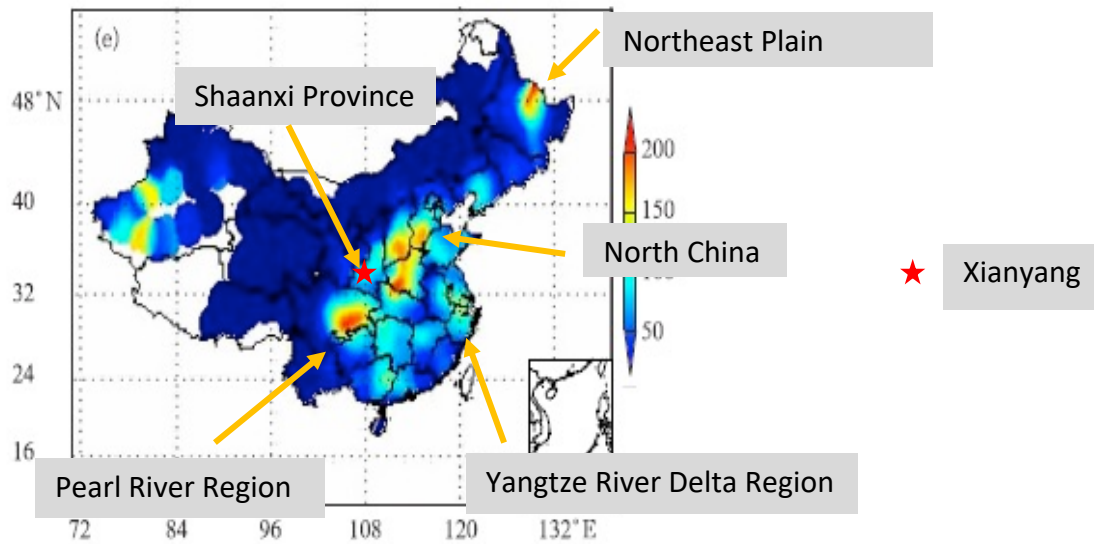 (e)
Northeast Plain
Shaanxi Province
48°N
200
40
150
North China
Xianyang
32
50
24
16
Pearl River Region
Yangtze River Delta Region
72 84 96 108 120 132°E